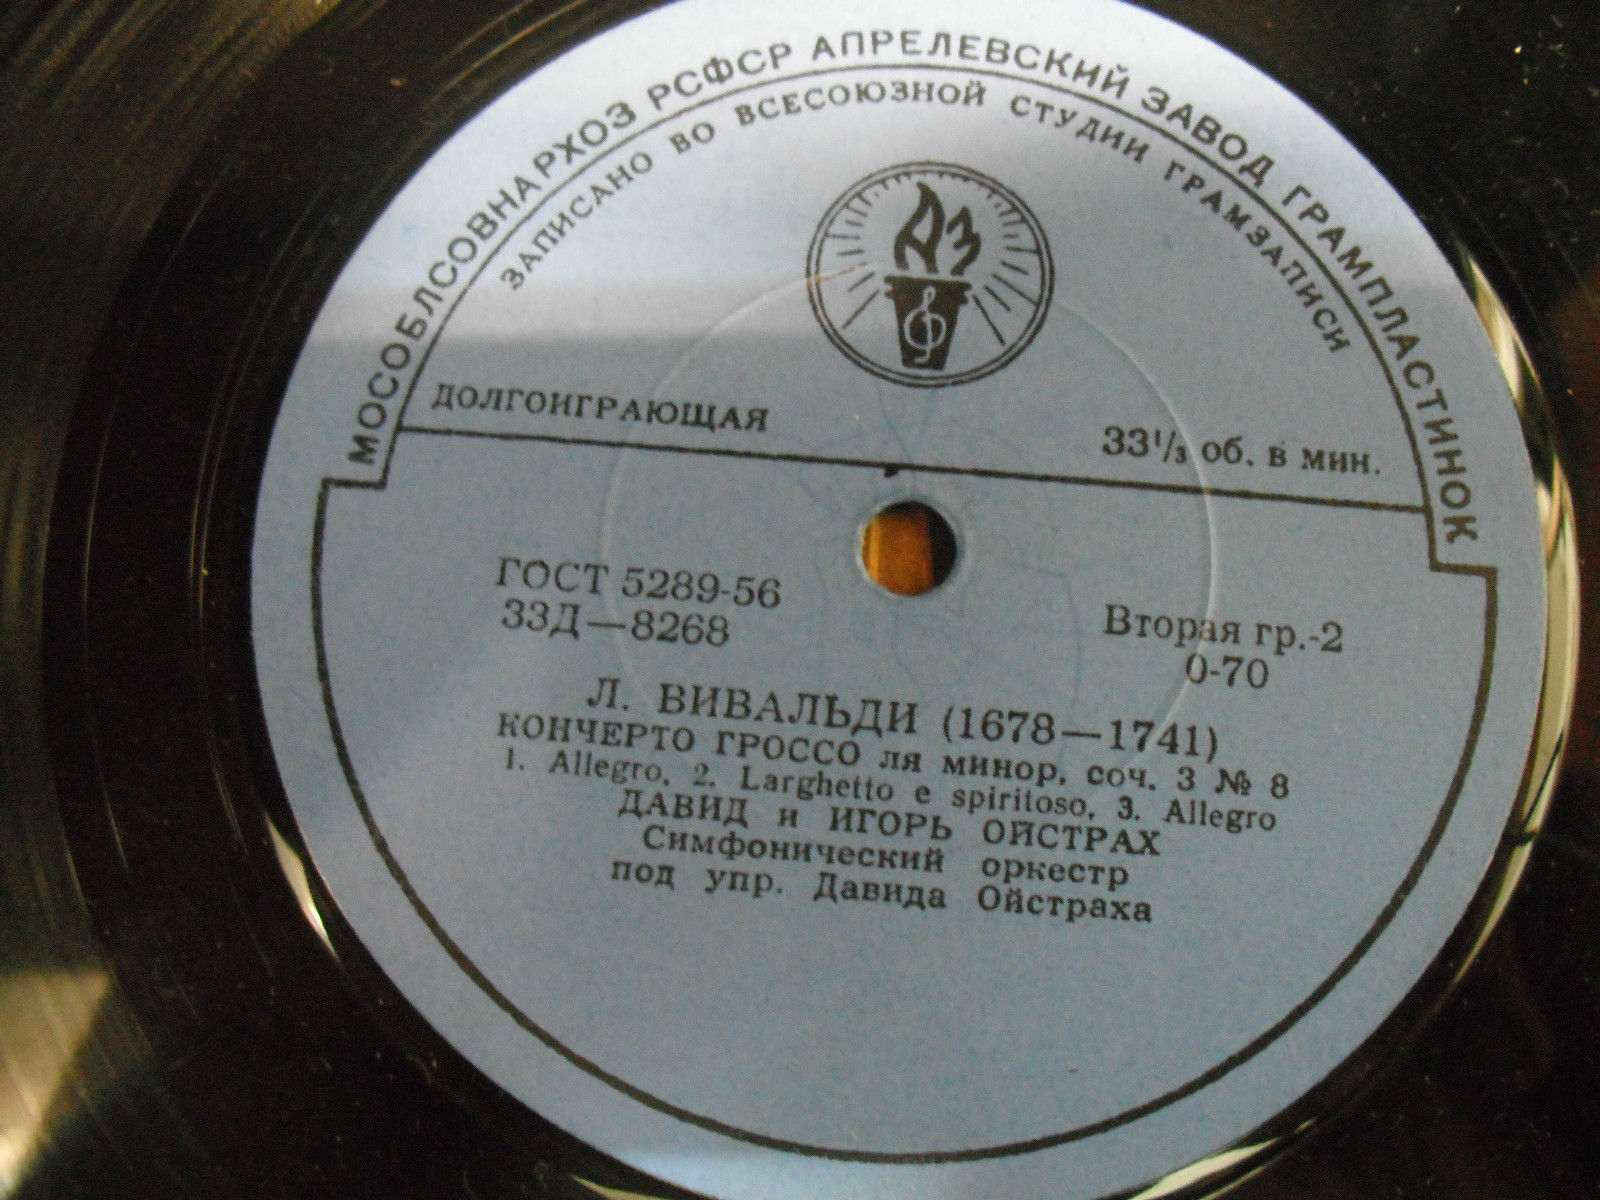 МОСОБЛСОВНАРХОЗ РСФСР АПРЕЛЕВСКИЙ ЗАВОД ГРАМПЛАСТИНОК
ЗАПИСАНО ВО ВСЕСОЮЗНОЙ СТУДИИ ГРАМЗАПИСИ
АЗ
ДОЛГОИГРАЮЩАЯ
33 1/3 об. в мин.
ГОСТ 5289-56
33Д—8268
Вторая гр.-2
0-70
Л. ВИВАЛЬДИ (1678—1741)
КОНЧЕРТО ГРОССО ля минор, соч. 3 № 8
1. Allegro, 2. Larghetto e spiritoso, 3. Allegro
ДАВИД и ИГОРЬ ОЙСТРАХ
Симфонический оркестр
под упр. Давида Ойстраха